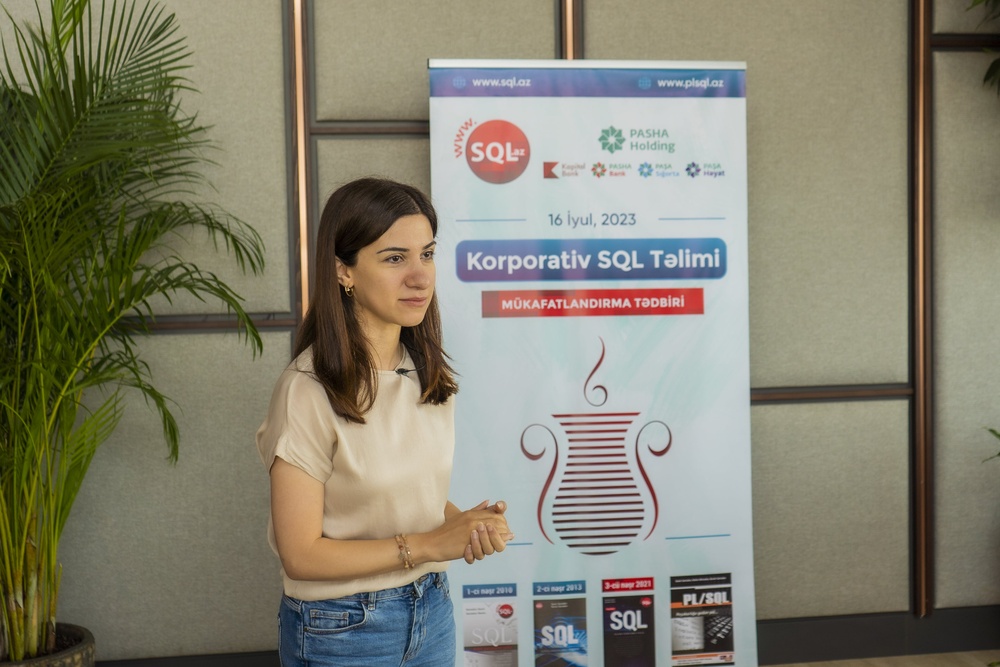 www.sql.az
www.plsql.az
www.
SQL.az
PASHA
Holding
Kapital
Bank
PASHA
Bank
PAŞA
Sığorta
PAŞA
Həyat
16 İyul, 2023
Korporativ SQL Təlimi
MÜKAFATLANDIRMA TƏDBİRİ
1-ci nəşr 2010
2-ci nəşr 2013
3-cü nəşr 2021
SQL
SQL
SQL
PL/SQL